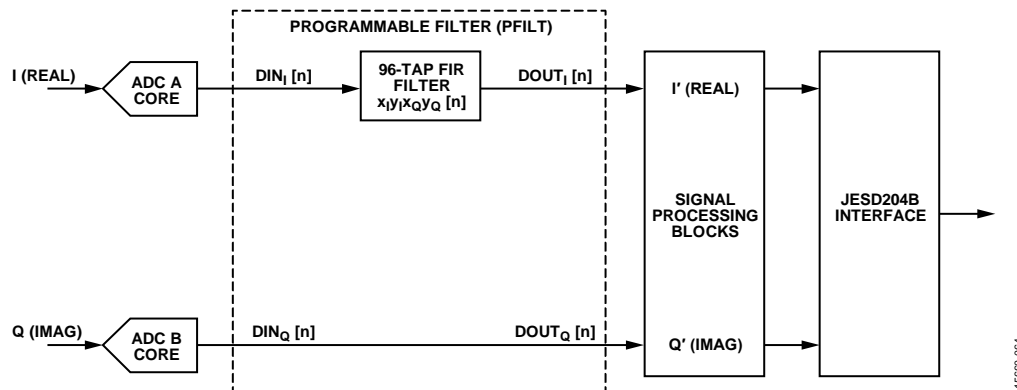 PROGRAMMABLE FILTER (PFILT)
I (REAL)
ADC A
CORE
DINI [n]
96-TAP FIR
FILTER
xIyIxQyQ [n]
DOUTI [n]
I′ (REAL)
SIGNAL
PROCESSING
BLOCKS
JESD204B
INTERFACE
Q (IMAG)
ADC B
CORE
DINQ [n]
DOUTQ [n]
Q′ (IMAG)